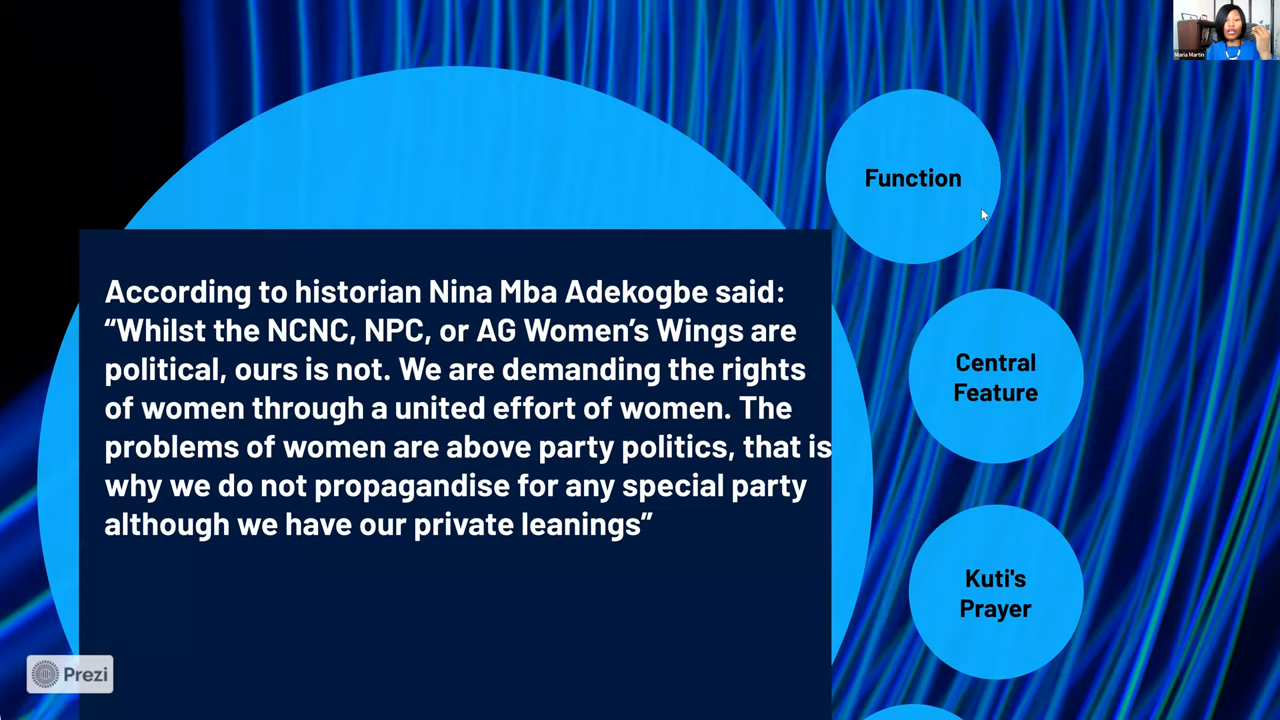 Maria Martin
Function
According to historian Nina Mba Adekogbe said:
“Whilst the NCNC, NPC, or AG Women’s Wings are
political, ours is not. We are demanding the rights
of women through a united effort of women. The
problems of women are above party politics, that is
why we do not propagandise for any special party
although we have our private leanings”
Central
Feature
Kuti's
Prayer
Prezi